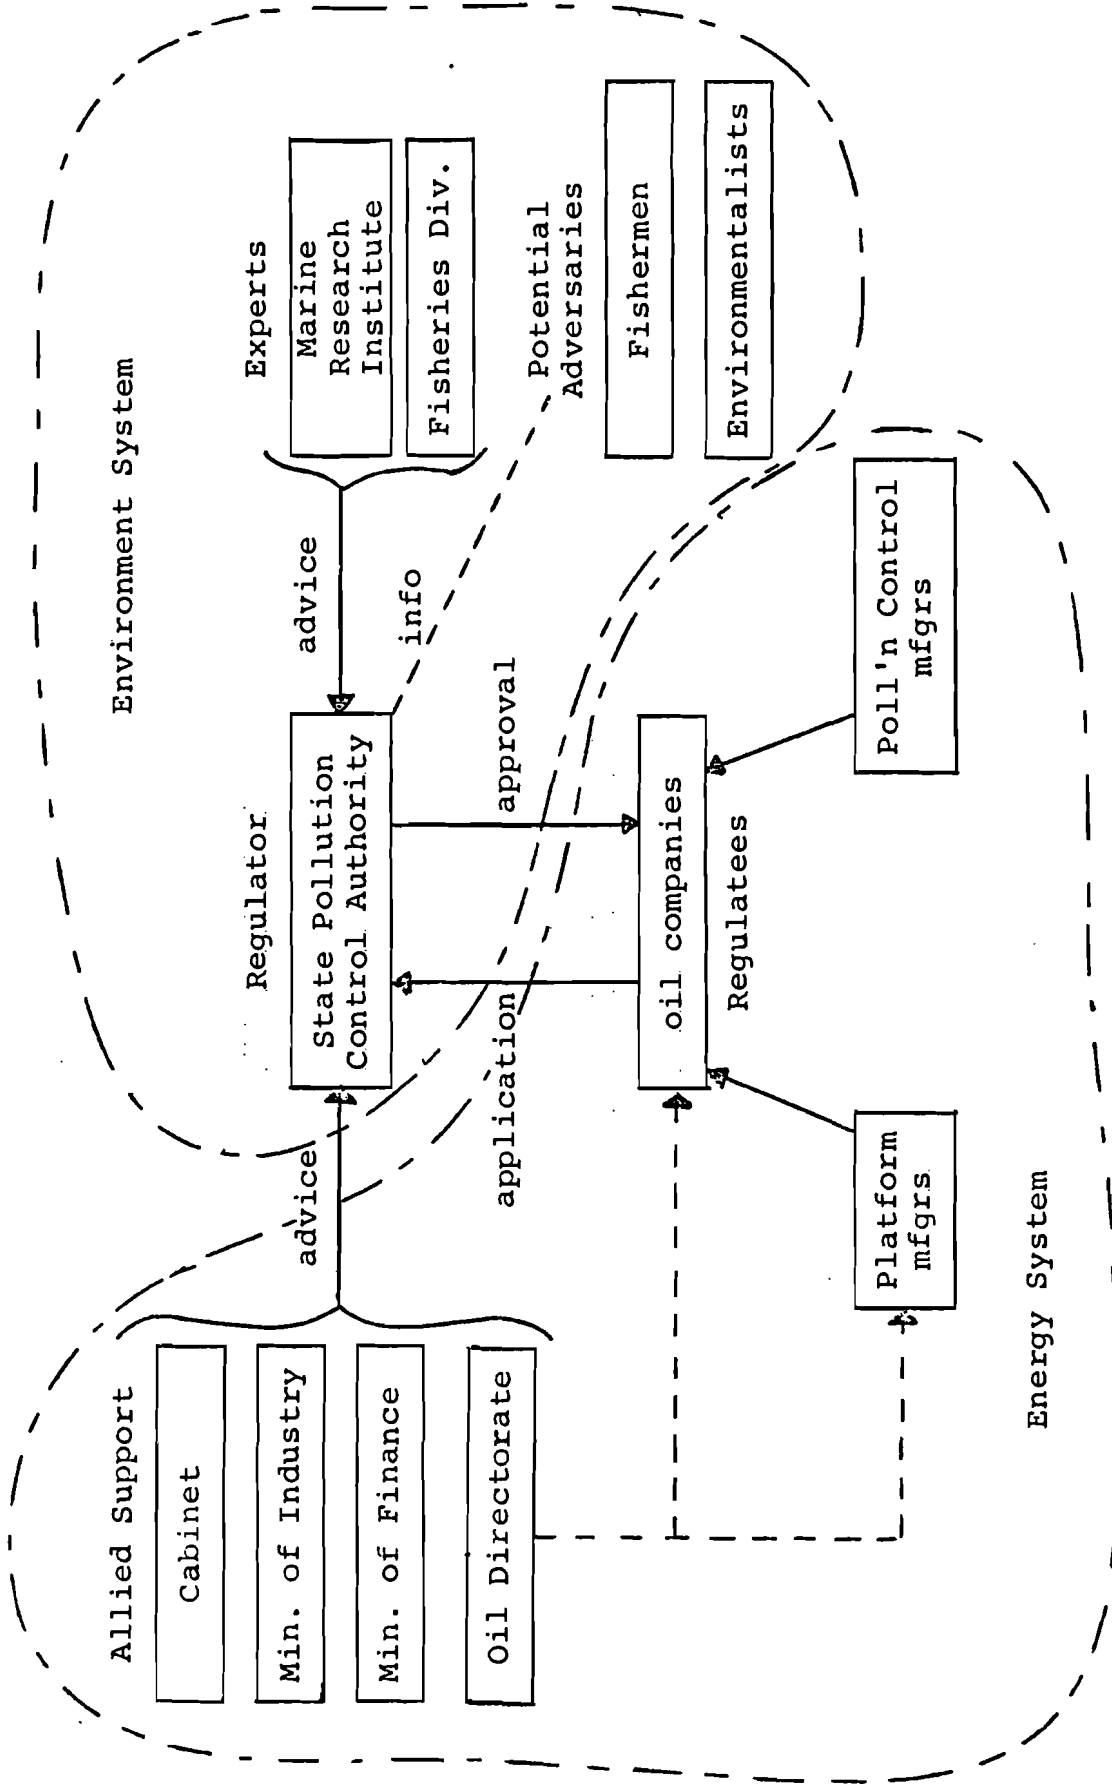 Environment System
Allied Support
Cabinet
Min. of Industry
Min. of Finance
Oil Directorate
advice
Regulator
State Pollution
Control Authority
advice
info
Experts
Marine
Research
Institute
Fisheries Div.
Potential
Adversaries
Fishermen
Environmentalists
application
approval
oil companies
Regulatees
Platform
mfgrs
Poll'n Control
mfgrs
Energy System